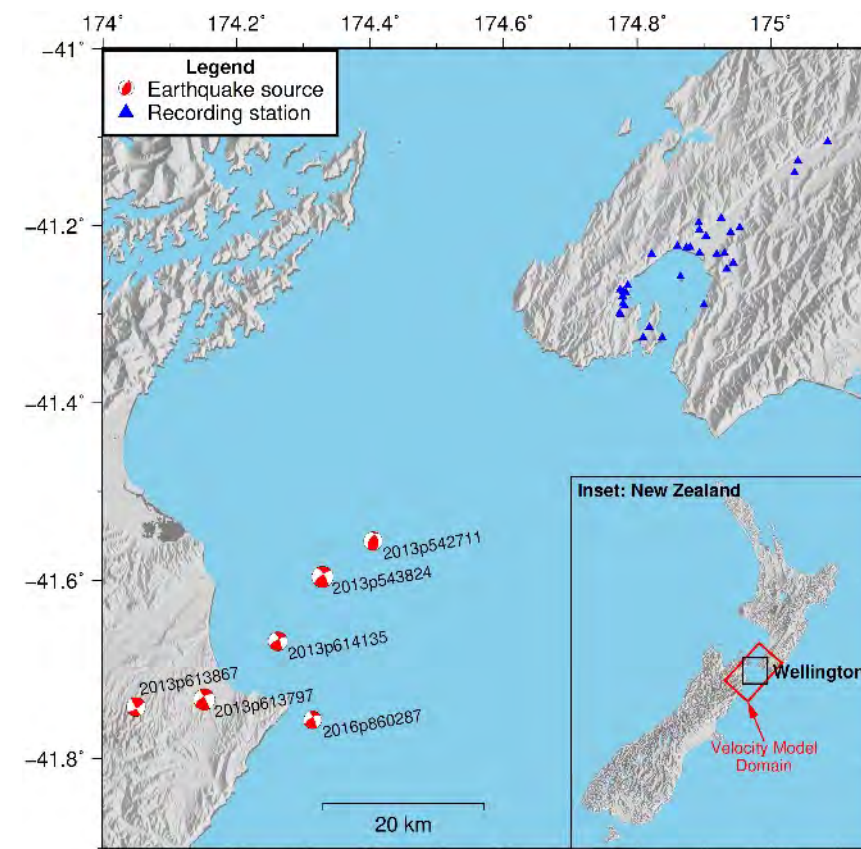 174° 174.2° 174.4° 174.6° 174.8° 175°
−41°
Legend
Earthquake source
Recording station
−41.2°
−41.4°
Inset: New Zealand
2013p542711
2013p543824
−41.6°
2013p614135
2013p613867
Wellington
2013p613797
2016p860287
Velocity Model
Domain
−41.8°
20 km